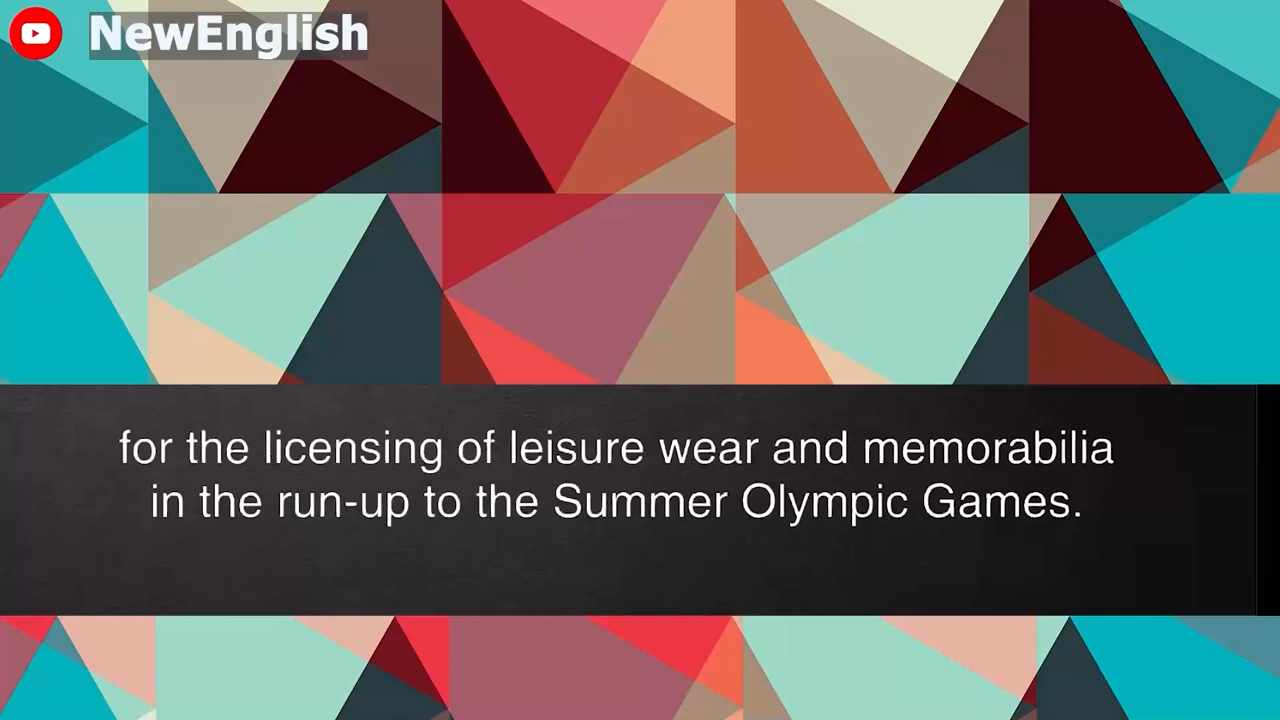 NewEnglish
for the licensing of leisure wear and memorabilia
in the run-up to the Summer Olympic Games.